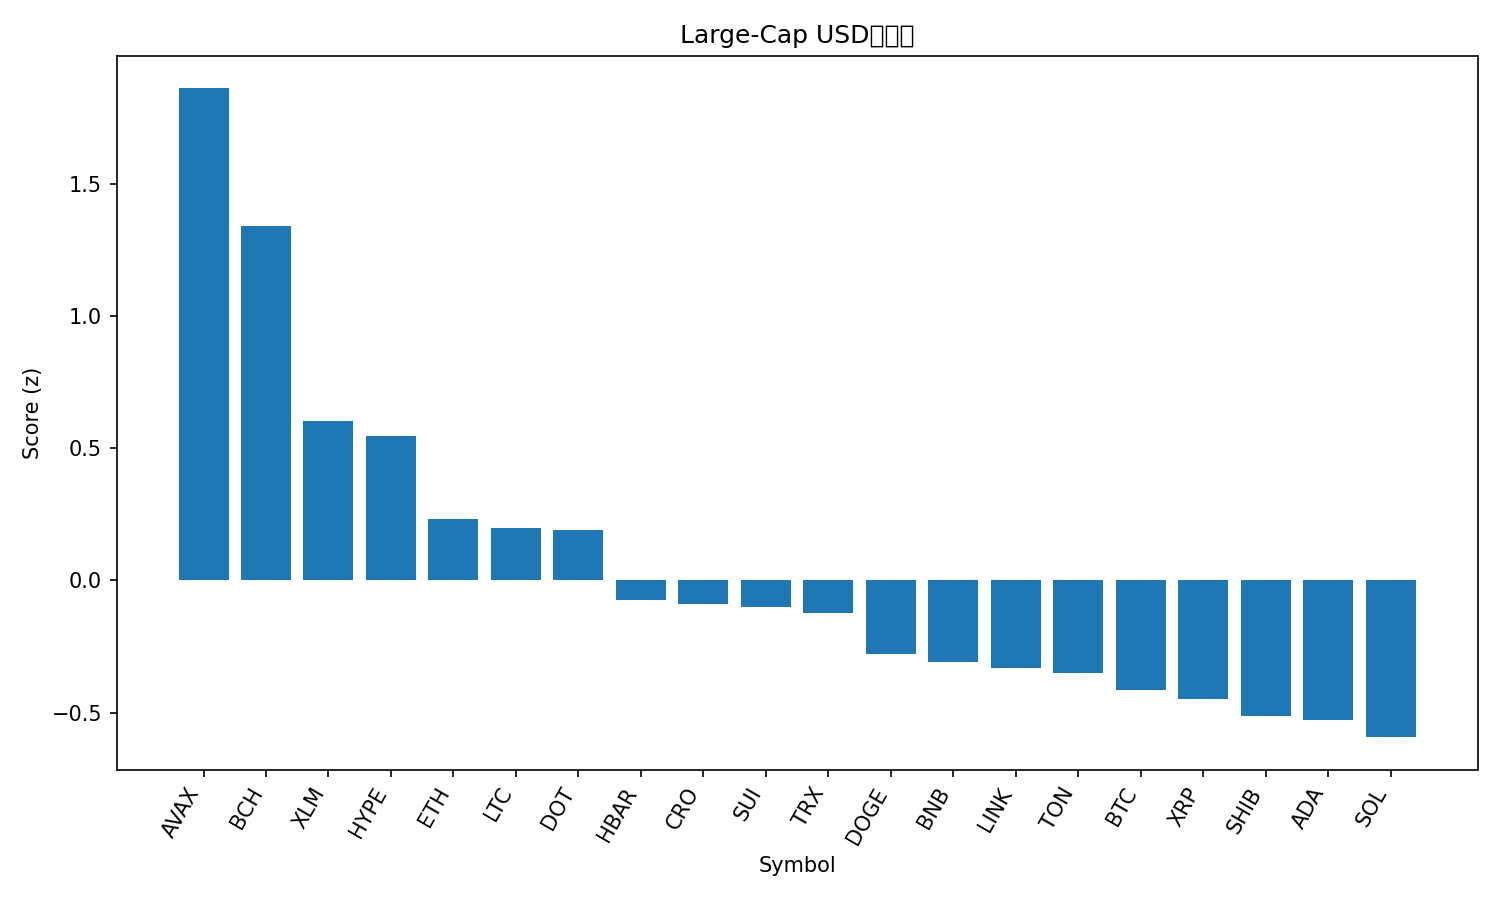 Large-Cap USD
Score (z)
1.5
1.0
0.5
0.0
−0.5
AVAX
BCH
XLM
HYPE
ETH
LTC
DOT
HBAR
CRO
SUI
TRX
DOGE
BNB
LINK
TON
BTC
XRP
SHIB
ADA
SOL
Symbol